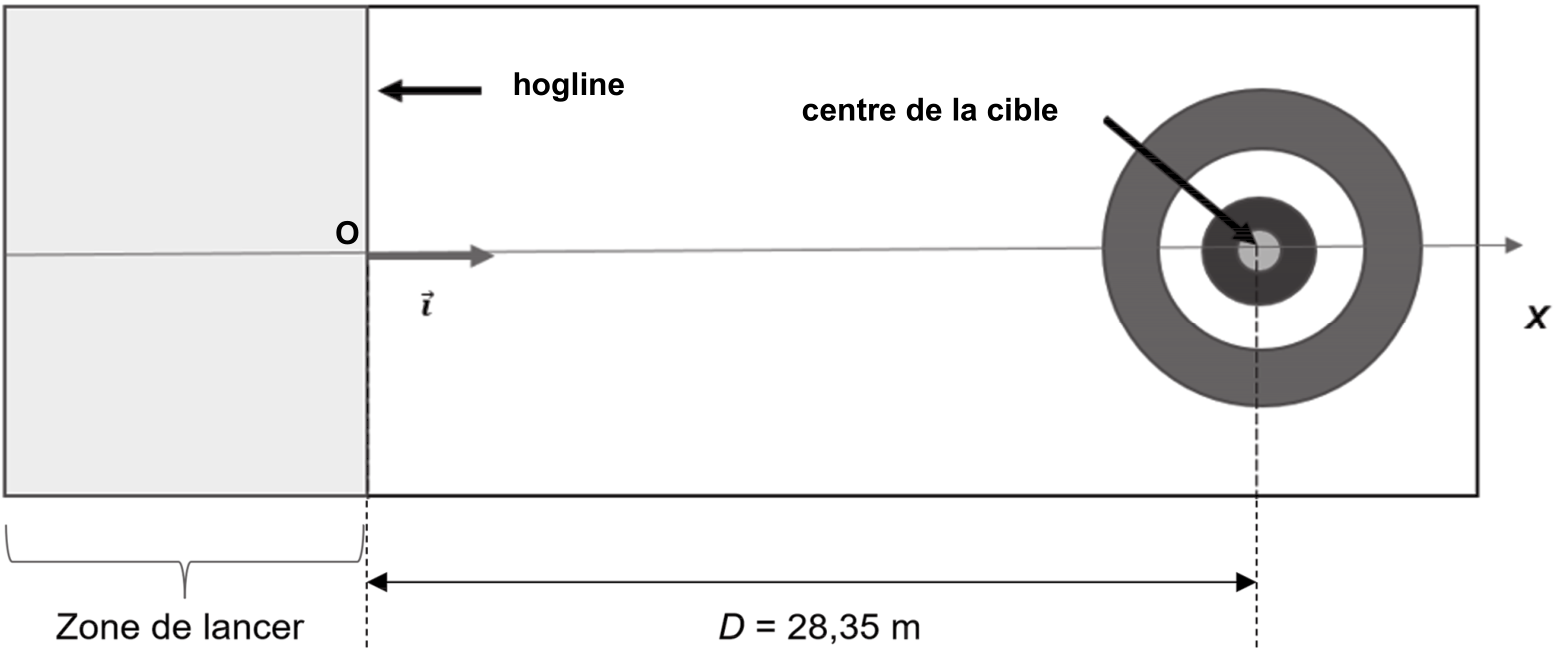 hogline
centre de la cible
O
i⃗
x
Zone de lancer
D = 28,35 m